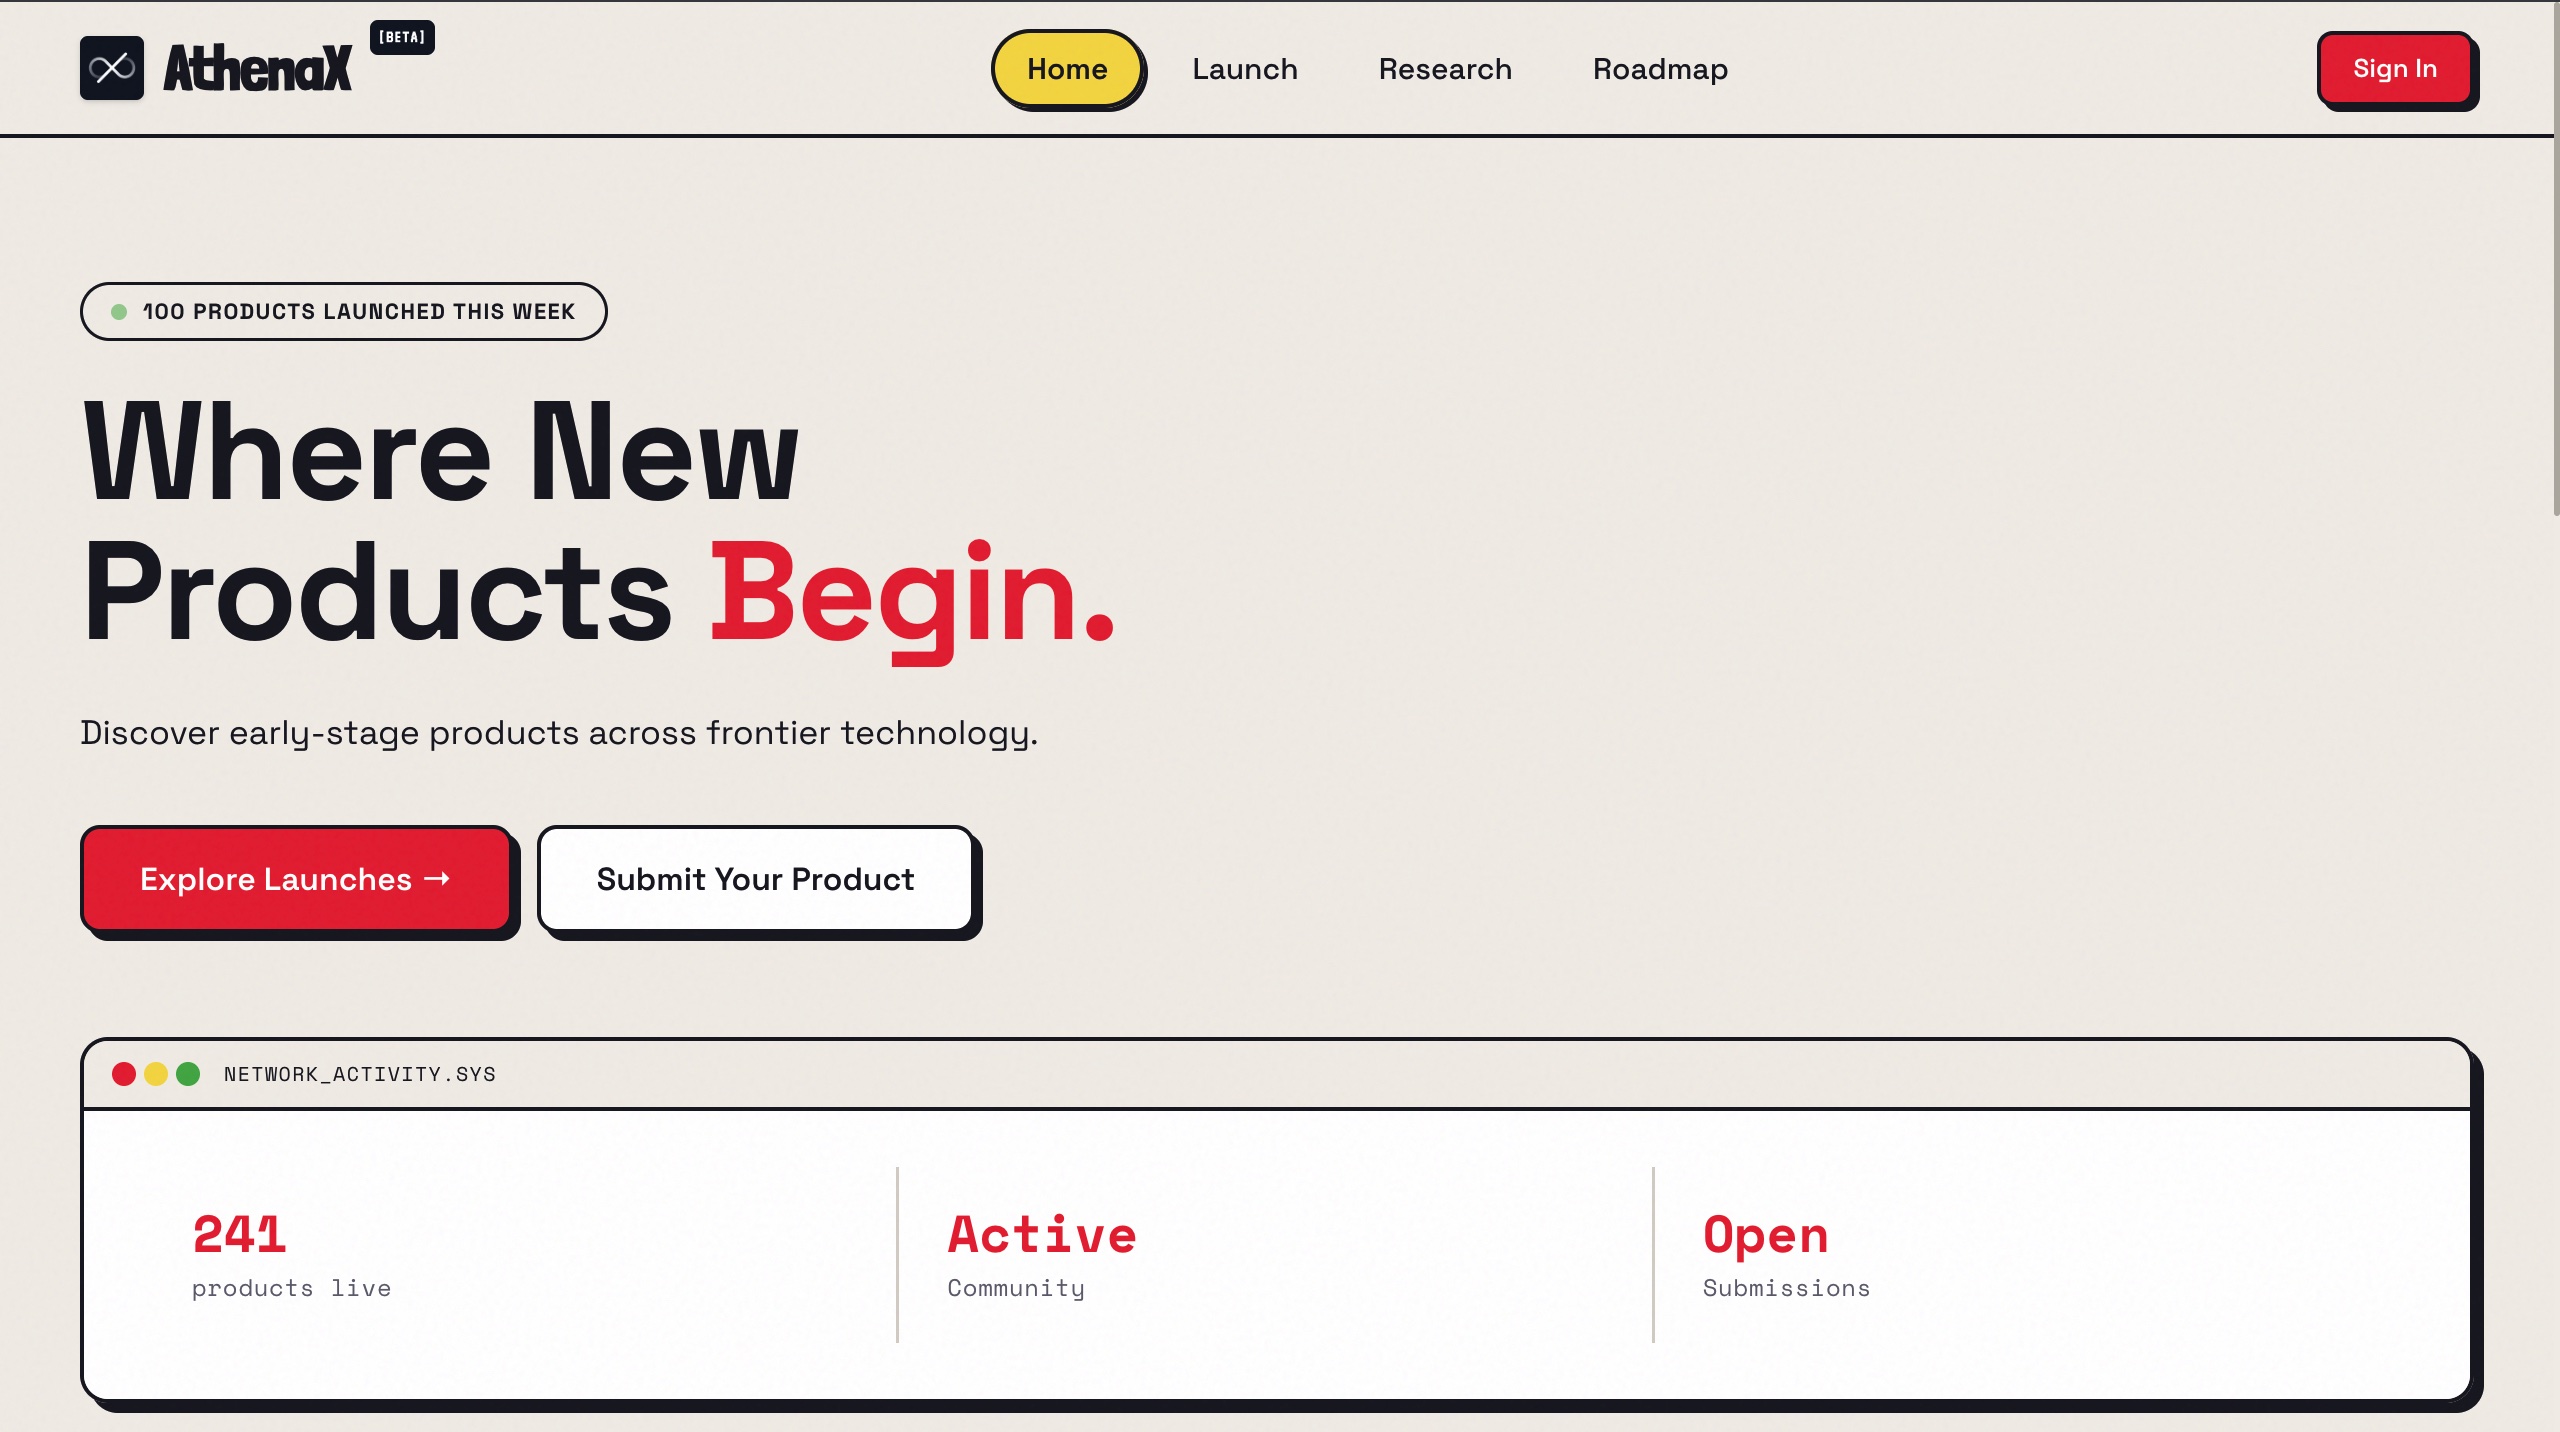 AthenaX
[BETA]
Home
Launch
Research
Roadmap
Sign In
100 PRODUCTS LAUNCHED THIS WEEK
Where New
Products Begin.
Discover early-stage products across frontier technology.
Explore Launches →
Submit Your Product
NETWORK_ACTIVITY.SYS
241
products live
Active
Community
Open
Submissions